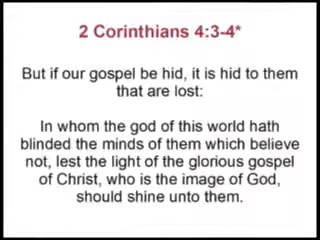 2 Corinthians 4:3-4*
But if our gospel be hid, it is hid to them
that are lost:
In whom the god of this world hath
blinded the minds of them which believe
not, lest the light of the glorious gospel
of Christ, who is the image of God,
should shine unto them.